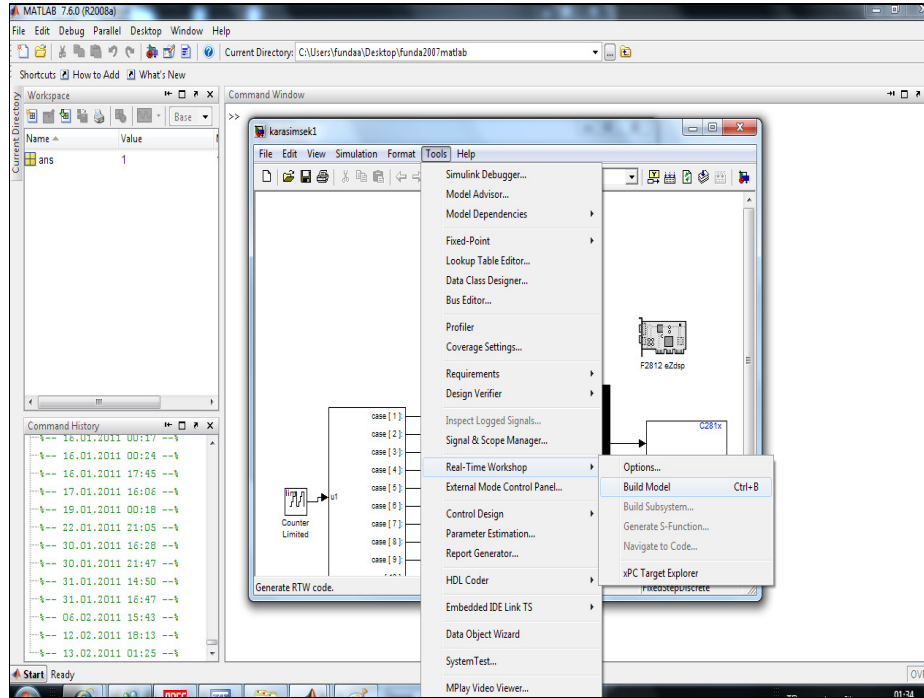 MATLAB 7.6.0 (R2008a)
File Edit Debug Parallel Desktop Window Help
Current Directory: C:\Users\fundaa\Desktop\funda2007matlab
Shortcuts How to Add What's New
Workspace
Base
Name Value
ans 1
Current Directory
Command History
%-- 16.01.2011 00:17 --%
%-- 16.01.2011 00:24 --%
%-- 16.01.2011 17:45 --%
%-- 17.01.2011 16:06 --%
%-- 19.01.2011 00:18 --%
%-- 22.01.2011 21:05 --%
%-- 30.01.2011 16:28 --%
%-- 30.01.2011 21:47 --%
%-- 31.01.2011 14:50 --%
%-- 31.01.2011 16:47 --%
%-- 06.02.2011 15:43 --%
%-- 12.02.2011 18:13 --%
%-- 13.02.2011 01:25 --%
Command Window
>>
karasimsek1
File Edit View Simulation Format Tools Help
Simulink Debugger...
Model Advisor...
Model Dependencies
Fixed-Point
Lookup Table Editor...
Data Class Designer...
Bus Editor...
Profiler
Coverage Settings...
Requirements
Design Verifier
Inspect Logged Signals...
Signal & Scope Manager...
Real-Time Workshop
External Mode Control Panel...
Control Design
Parameter Estimation...
Report Generator...
HDL Coder
Embedded IDE Link TS
Data Object Wizard
SystemTest...
MPlay Video Viewer...
Options...
Build Model Ctrl+B
Build Subsystem...
Generate S-Function...
Navigate to Code...
xPC Target Explorer
F2812 eZdsp
C281x
lim
Counter
Limited
u1
case [ 1 ]:
case [ 2 ]:
case [ 3 ]:
case [ 4 ]:
case [ 5 ]:
case [ 6 ]:
case [ 7 ]:
case [ 8 ]:
case [ 9 ]:
Generate RTW code.
FixedStepDiscrete
Start Ready
TR
01:34